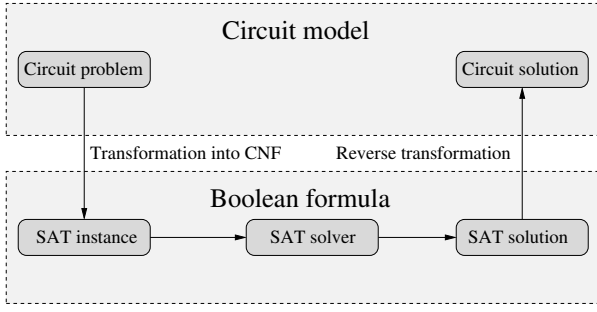 Circuit model
Circuit problem
Circuit solution
Transformation into CNF
Reverse transformation
Boolean formula
SAT instance
SAT solver
SAT solution